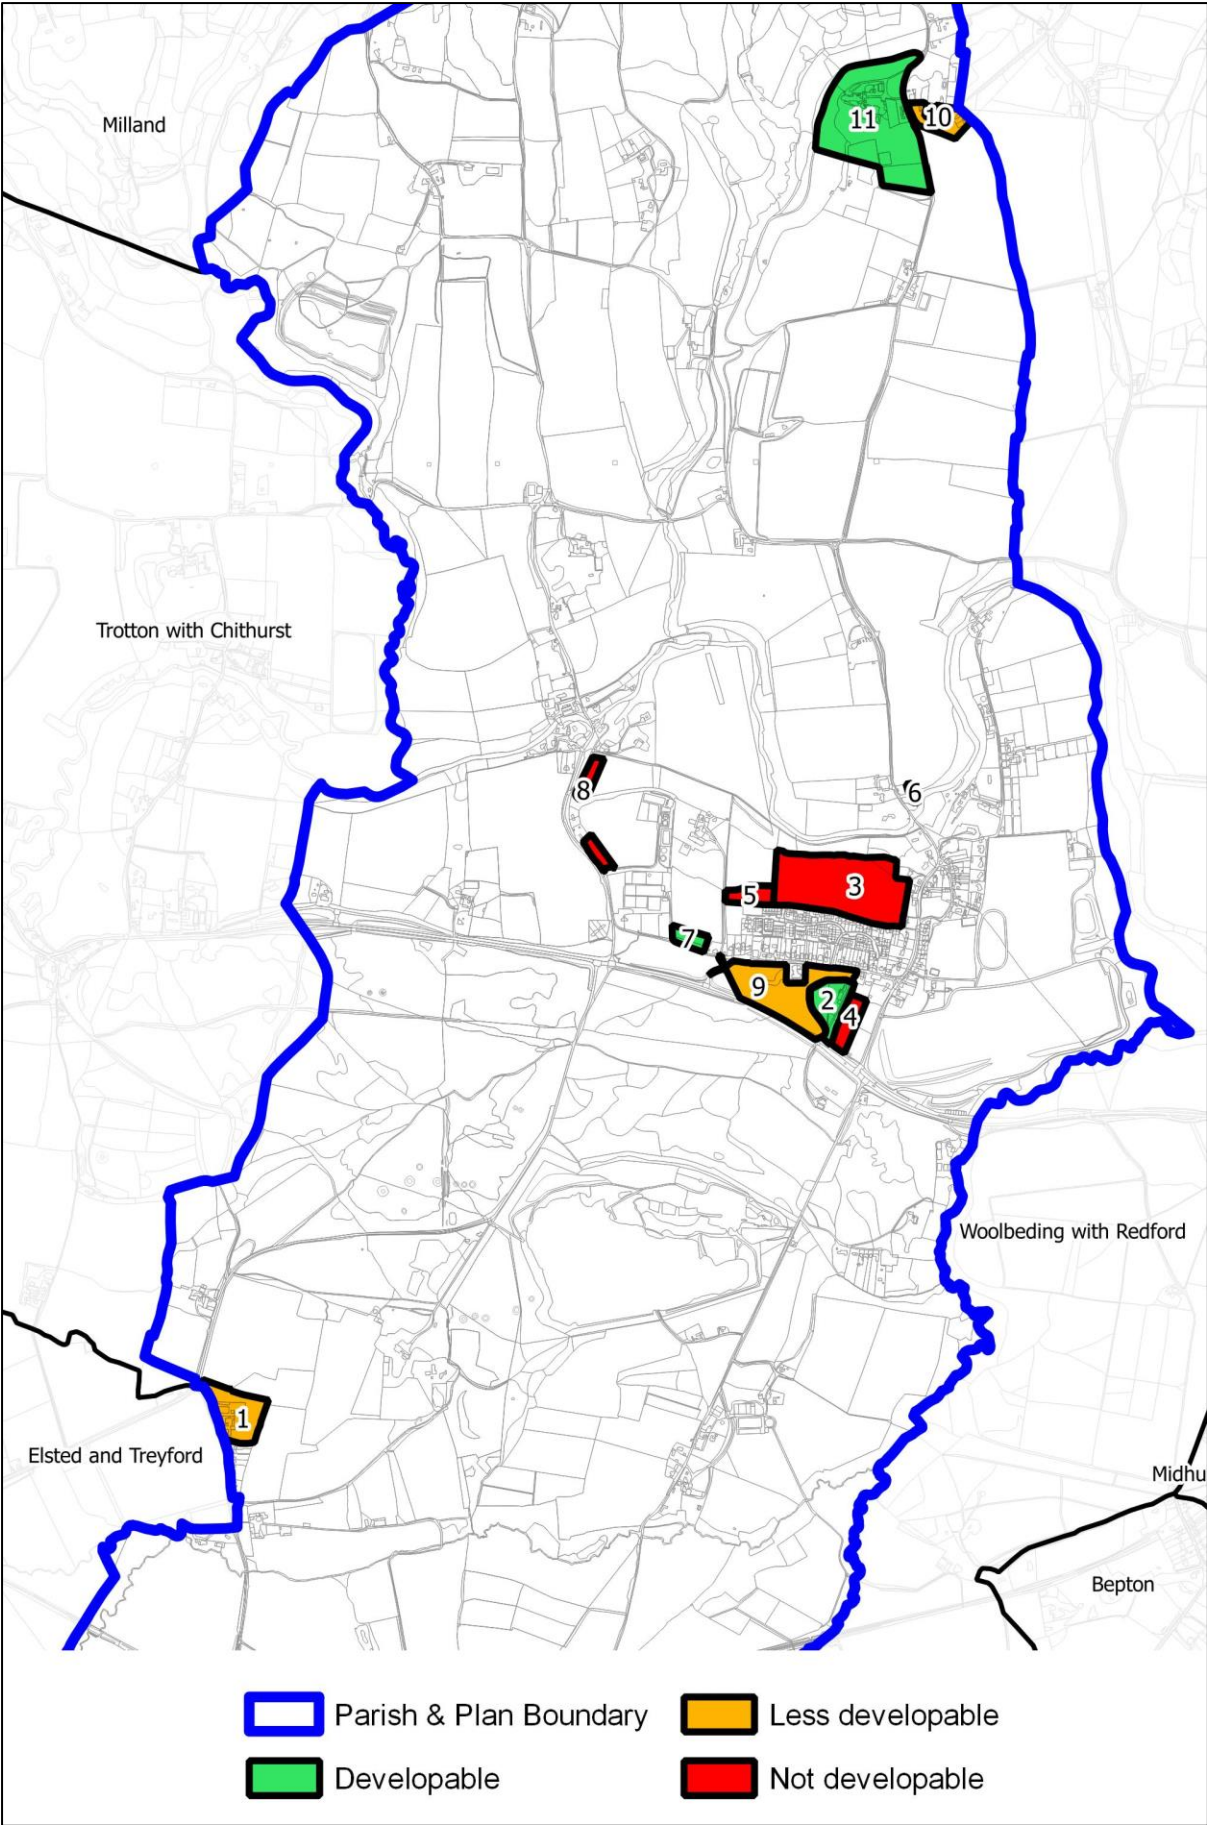 Milland
11
10
Trotton with Chithurst
8
6
5
3
7
9
2
4
Woolbeding with Redford
1
Elsted and Treyford
Midhu
Bepton
Parish & Plan Boundary
Less developable
Developable
Not developable